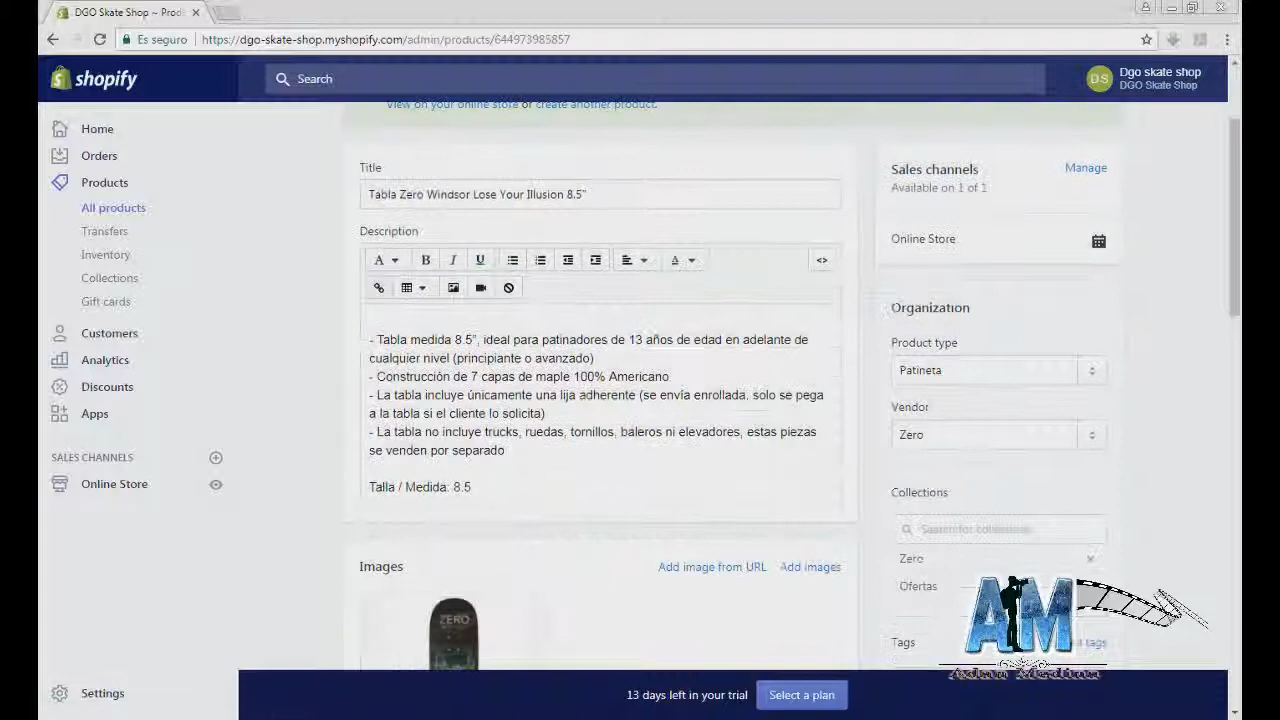 DGO Skate Shop ~ Prod
Es seguro
https://dgo-skate-shop.myshopify.com/admin/products/644973985857
shopify
Search
DS
Dgo skate shop
DGO Skate Shop
View on your online store or create another product.
Home
Orders
Products
All products
Transfers
Inventory
Collections
Gift cards
Customers
Analytics
Discounts
Apps
SALES CHANNELS
Online Store
Settings
Title
Tabla Zero Windsor Lose Your Illusion 8.5"
Description
A
B
I
U
A
<>
- Tabla medida 8.5", ideal para patinadores de 13 años de edad en adelante de
cualquier nivel (principiante o avanzado)
- Construcción de 7 capas de maple 100% Americano
- La tabla incluye únicamente una lija adherente (se envía enrollada. solo se pega
a la tabla si el cliente lo solicita)
- La tabla no incluye trucks, ruedas, tornillos, baleros ni elevadores, estas piezas
se venden por separado
Talla / Medida: 8.5
Images
Add image from URL
Add images
ZERO
Sales channels
Manage
Available on 1 of 1
Online Store
Organization
Product type
Patineta
Vendor
Zero
Collections
Search for collections
Zero
Ofertas
Tags
tags
AM
13 days left in your trial
Select a plan